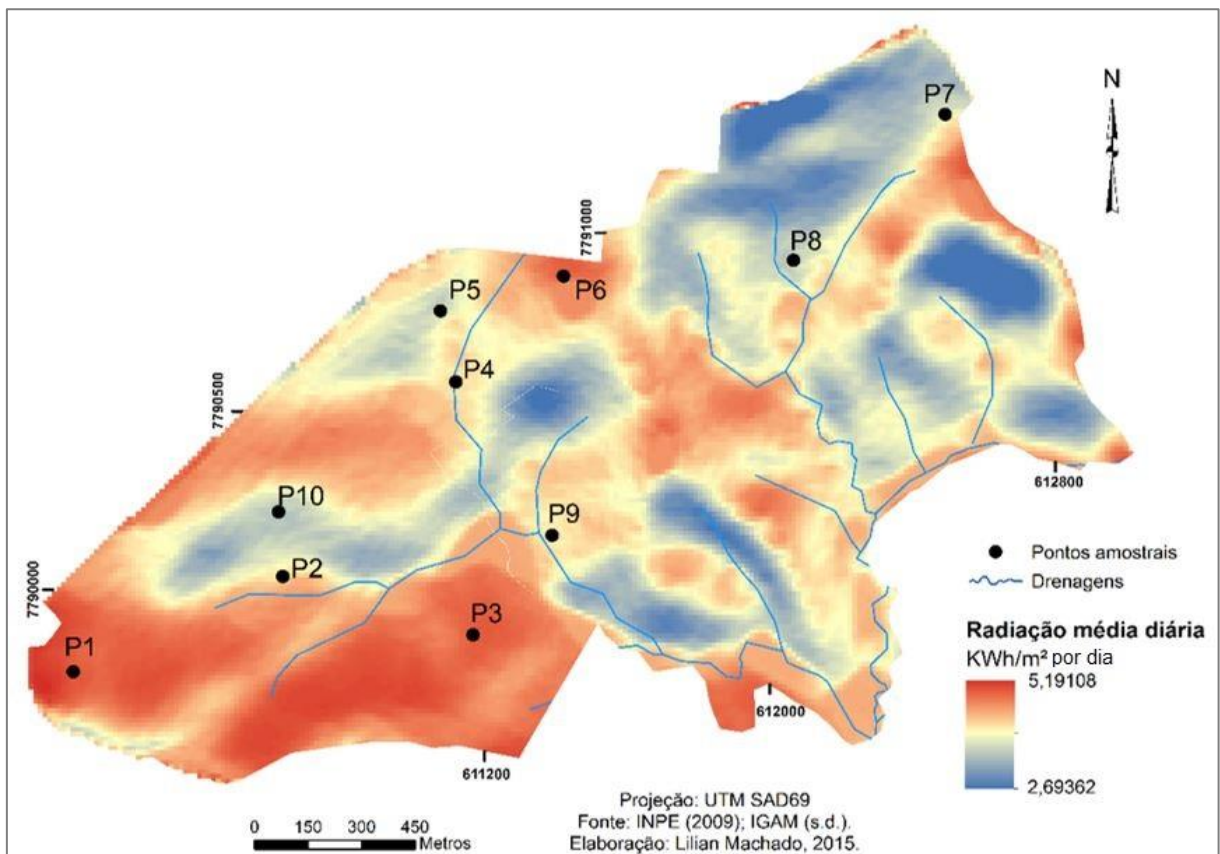 P7
N
7791000
P8
P6
P5
P4
7790500
612800
P10
P9
Pontos amostrais
P2
Drenagens
7790000
P3
Radiação média diária
P1
KWh/m² por dia
5,19108
612000
611200
2,69362
Projeção: UTM SAD69
0 150 300 450
Metros
Fonte: INPE (2009); IGAM (s.d.).
Elaboração: Lilian Machado, 2015.